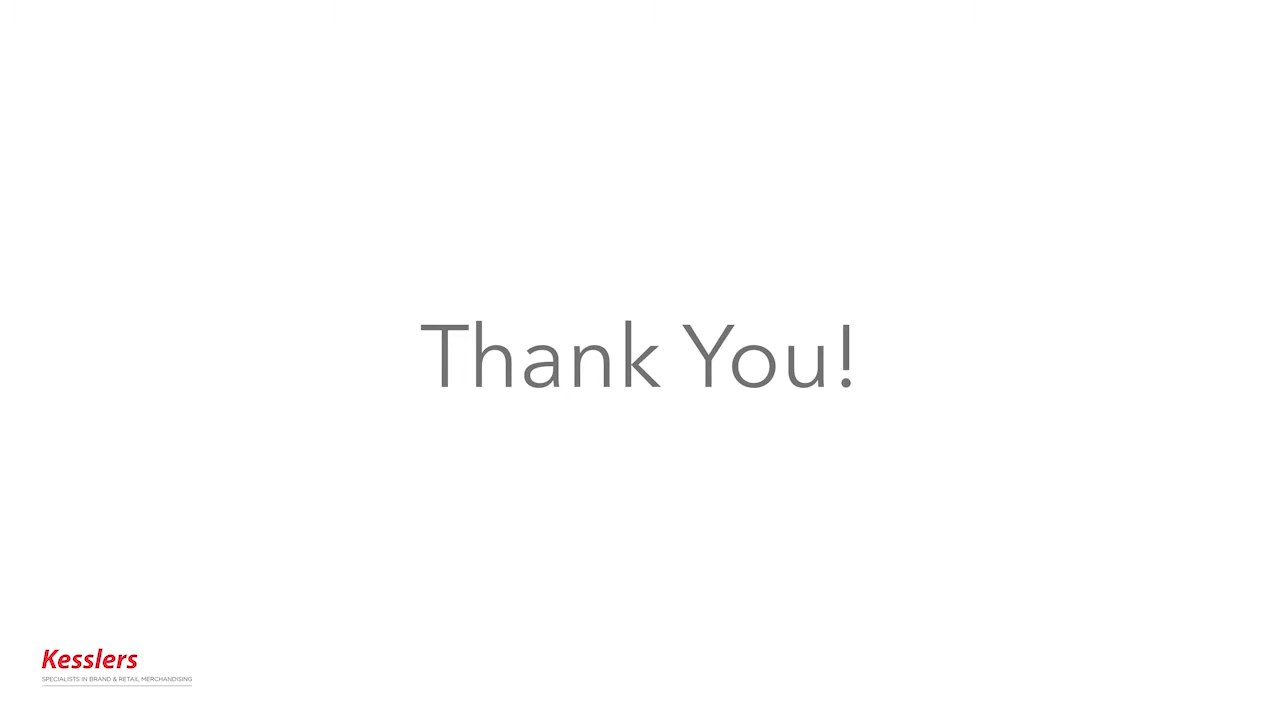 Thank You!
Kesslers
SPECIALISTS IN BRAND & RETAIL MERCHANDISING